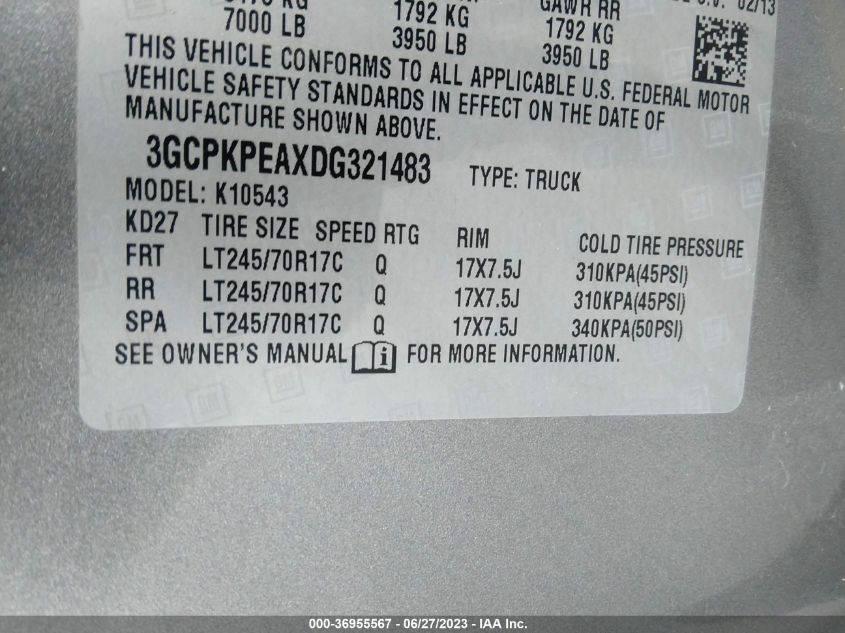 GAWR RR 02/13
1792 KG 1792 KG
7000 LB 3950 LB 3950 LB
THIS VEHICLE CONFORMS TO ALL APPLICABLE U.S. FEDERAL MOTOR
VEHICLE SAFETY STANDARDS IN EFFECT ON THE DATE OF
MANUFACTURE SHOWN ABOVE.
3GCPKPEAXDG321483 TYPE: TRUCK
MODEL: K10543
KD27 TIRE SIZE SPEED RTG RIM COLD TIRE PRESSURE
FRT LT245/70R17C Q 17X7.5J 310KPA(45PSI)
RR LT245/70R17C Q 17X7.5J 310KPA(45PSI)
SPA LT245/70R17C Q 17X7.5J 340KPA(50PSI)
SEE OWNER'S MANUAL FOR MORE INFORMATION.
000-36955567 - 06/27/2023 - IAA Inc.